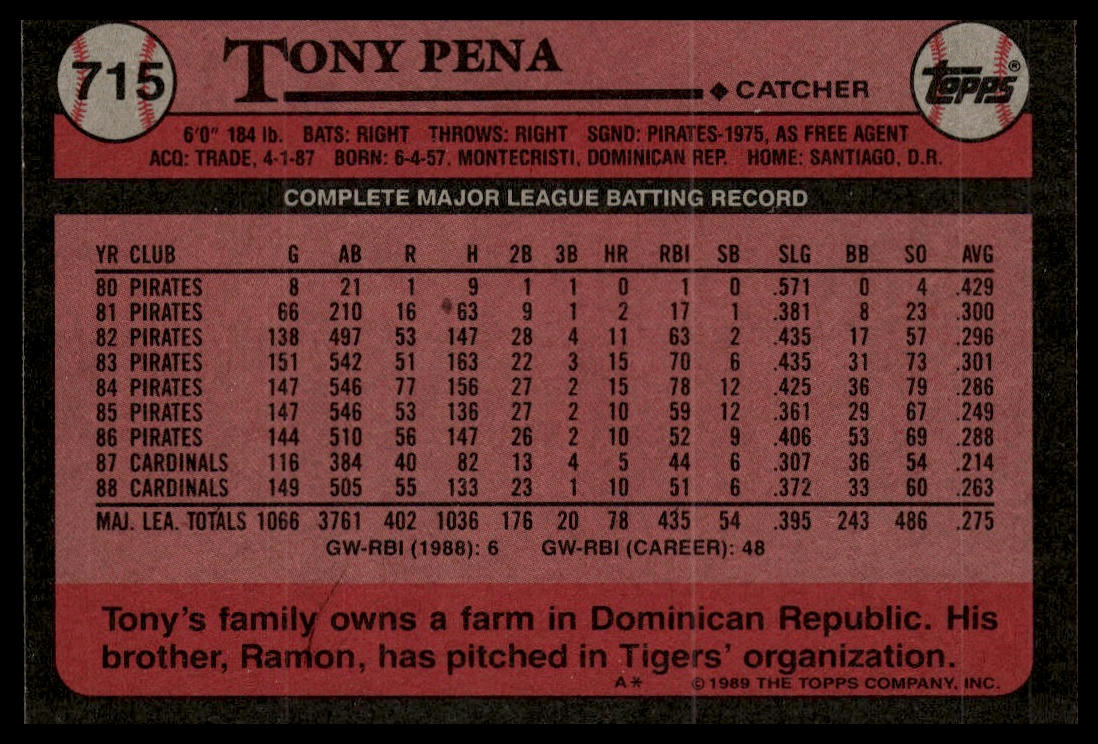 715
TONY PENA
◆ CATCHER
TOPPS®
6'0" 184 lb. BATS: RIGHT THROWS: RIGHT SGND: PIRATES-1975, AS FREE AGENT
ACQ: TRADE, 4-1-87 BORN: 6-4-57, MONTECRISTI, DOMINICAN REP. HOME: SANTIAGO, D.R.
COMPLETE MAJOR LEAGUE BATTING RECORD
YR CLUB G AB R H 2B 3B HR RBI SB SLG BB SO AVG
80 PIRATES 8 21 1 9 1 1 0 1 0 .571 0 4 .429
81 PIRATES 66 210 16 63 9 1 2 17 1 .381 8 23 .300
82 PIRATES 138 497 53 147 28 4 11 63 2 .435 17 57 .296
83 PIRATES 151 542 51 163 22 3 15 70 6 .435 31 73 .301
84 PIRATES 147 546 77 156 27 2 15 78 12 .425 36 79 .286
85 PIRATES 147 546 53 136 27 2 10 59 12 .361 29 67 .249
86 PIRATES 144 510 56 147 26 2 10 52 9 .406 53 69 .288
87 CARDINALS 116 384 40 82 13 4 5 44 6 .307 36 54 .214
88 CARDINALS 149 505 55 133 23 1 10 51 6 .372 33 60 .263
MAJ. LEA. TOTALS 1066 3761 402 1036 176 20 78 435 54 .395 243 486 .275
GW-RBI (1988): 6 GW-RBI (CAREER): 48
Tony's family owns a farm in Dominican Republic. His
brother, Ramon, has pitched in Tigers' organization.
A* © 1989 THE TOPPS COMPANY, INC.